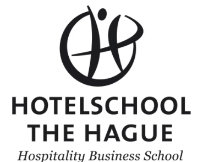 HOTELSCHOOL
THE HAGUE
Hospitality Business School